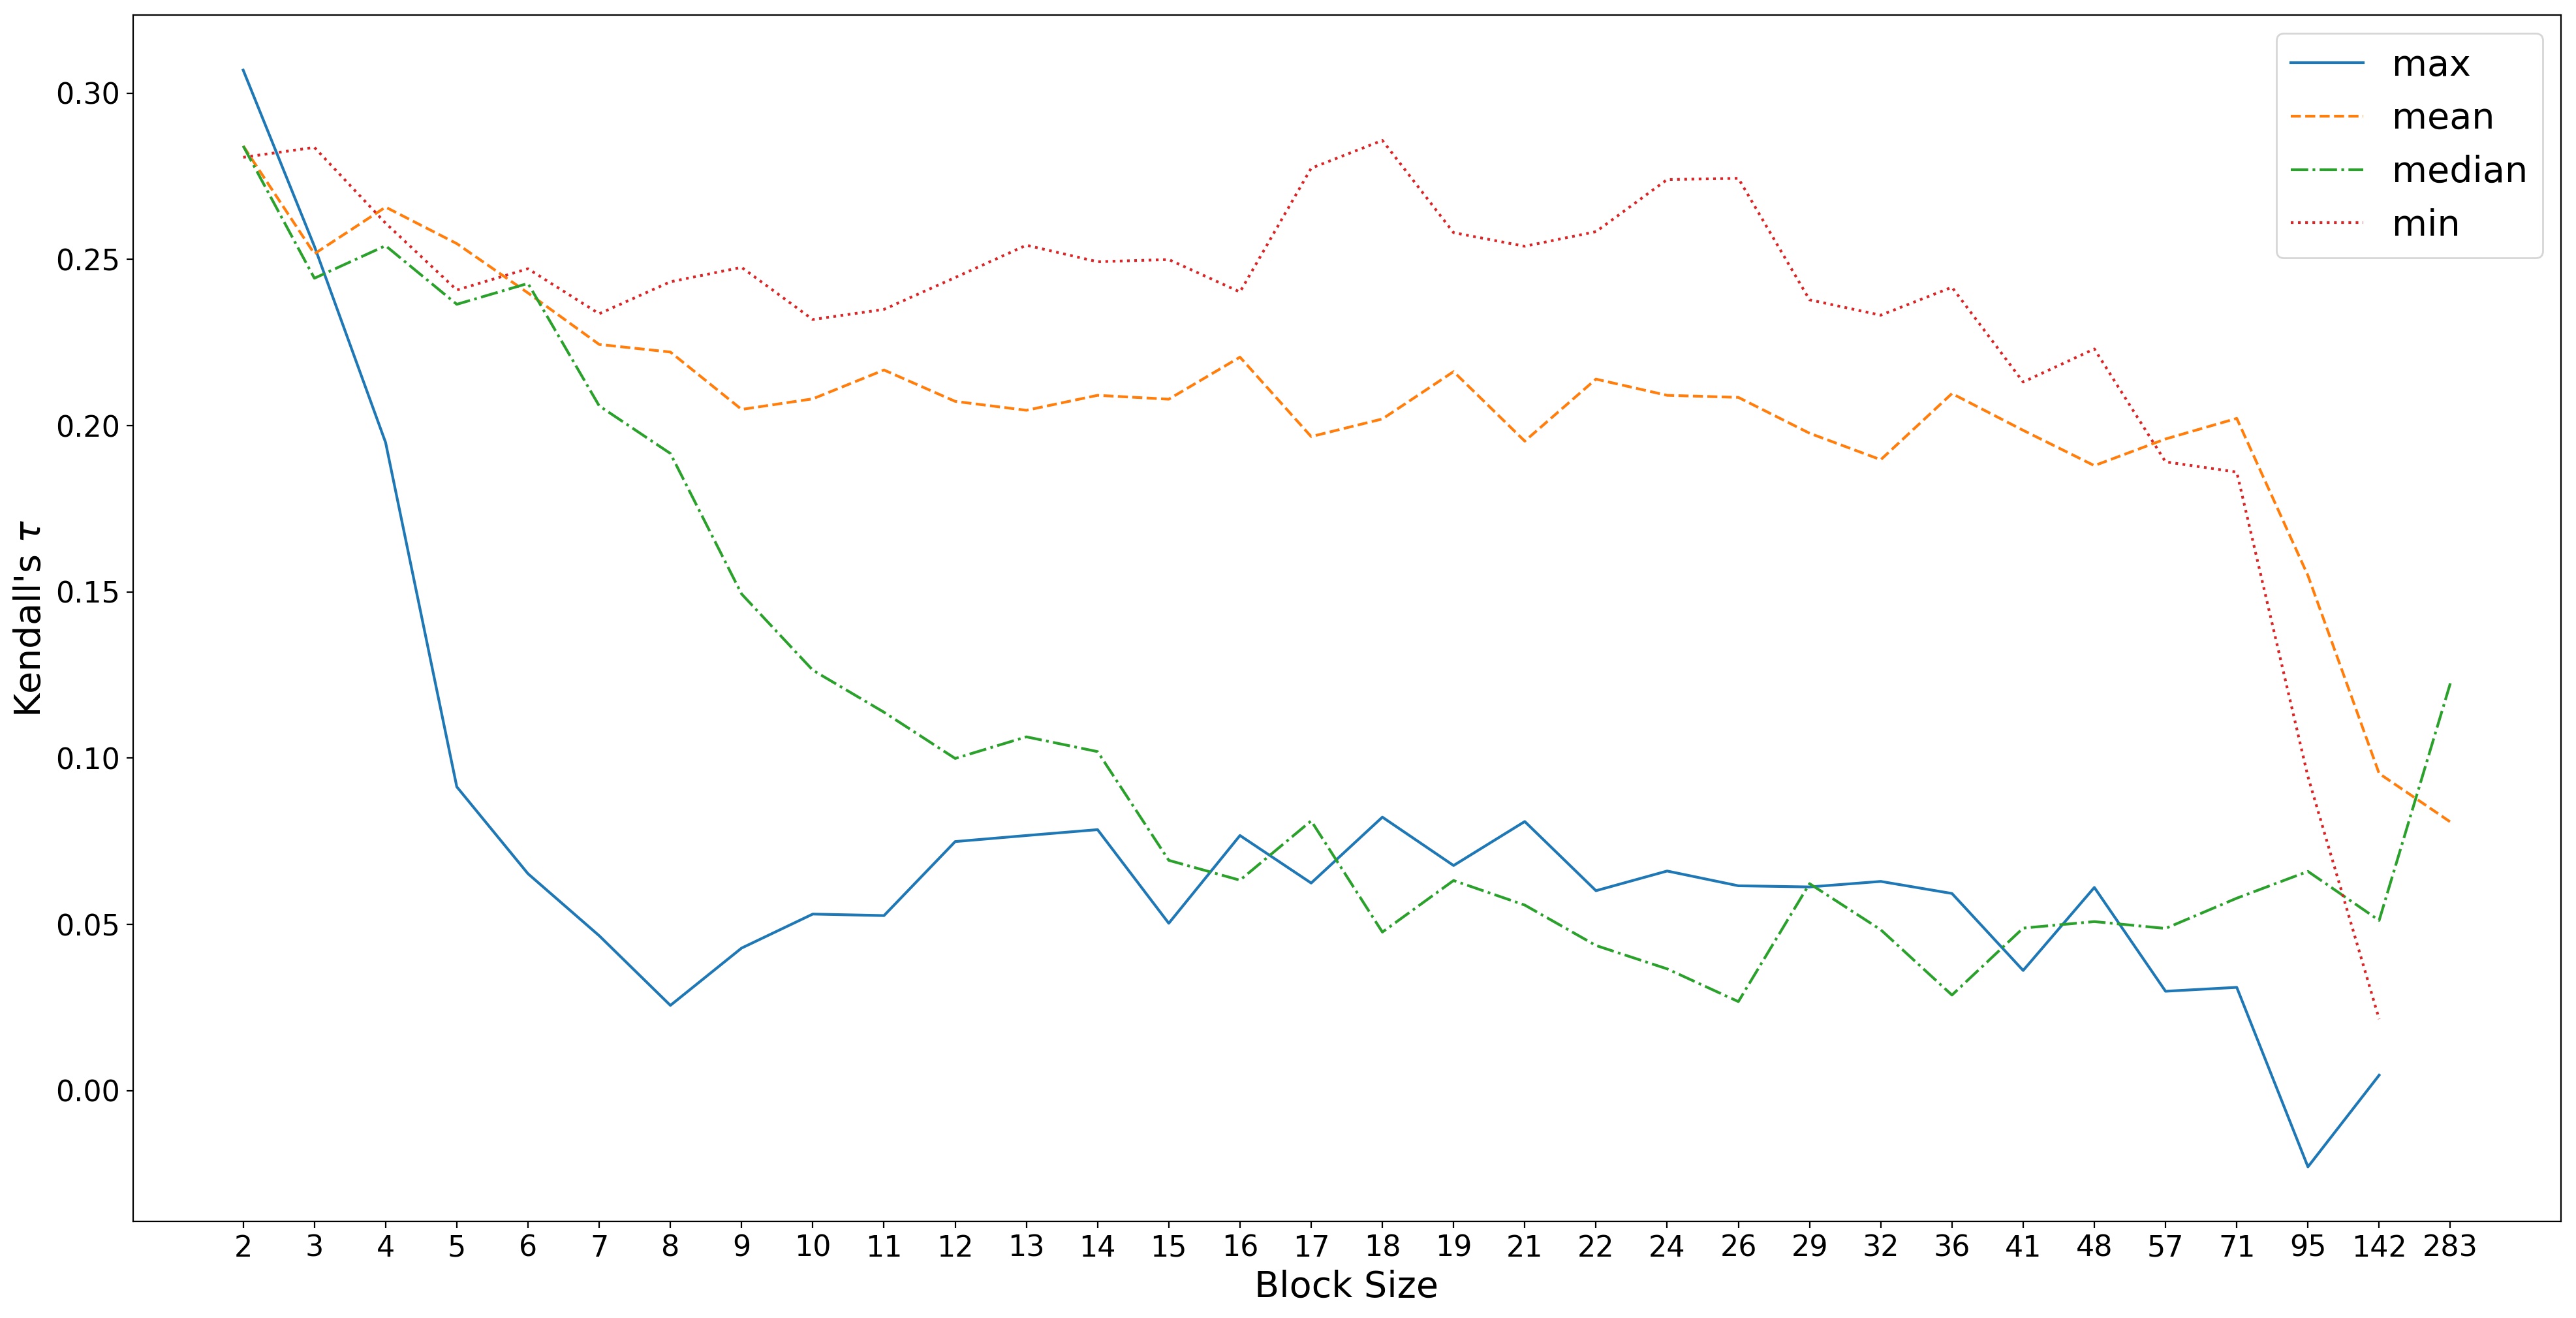 max
mean
median
min
0.30
0.25
0.20
0.15
0.10
0.05
0.00
Kendall's τ
2 3 4 5 6 7 8 9 10 11 12 13 14 15 16 17 18 19 21 22 24 26 29 32 36 41 48 57 71 95 142 283
Block Size